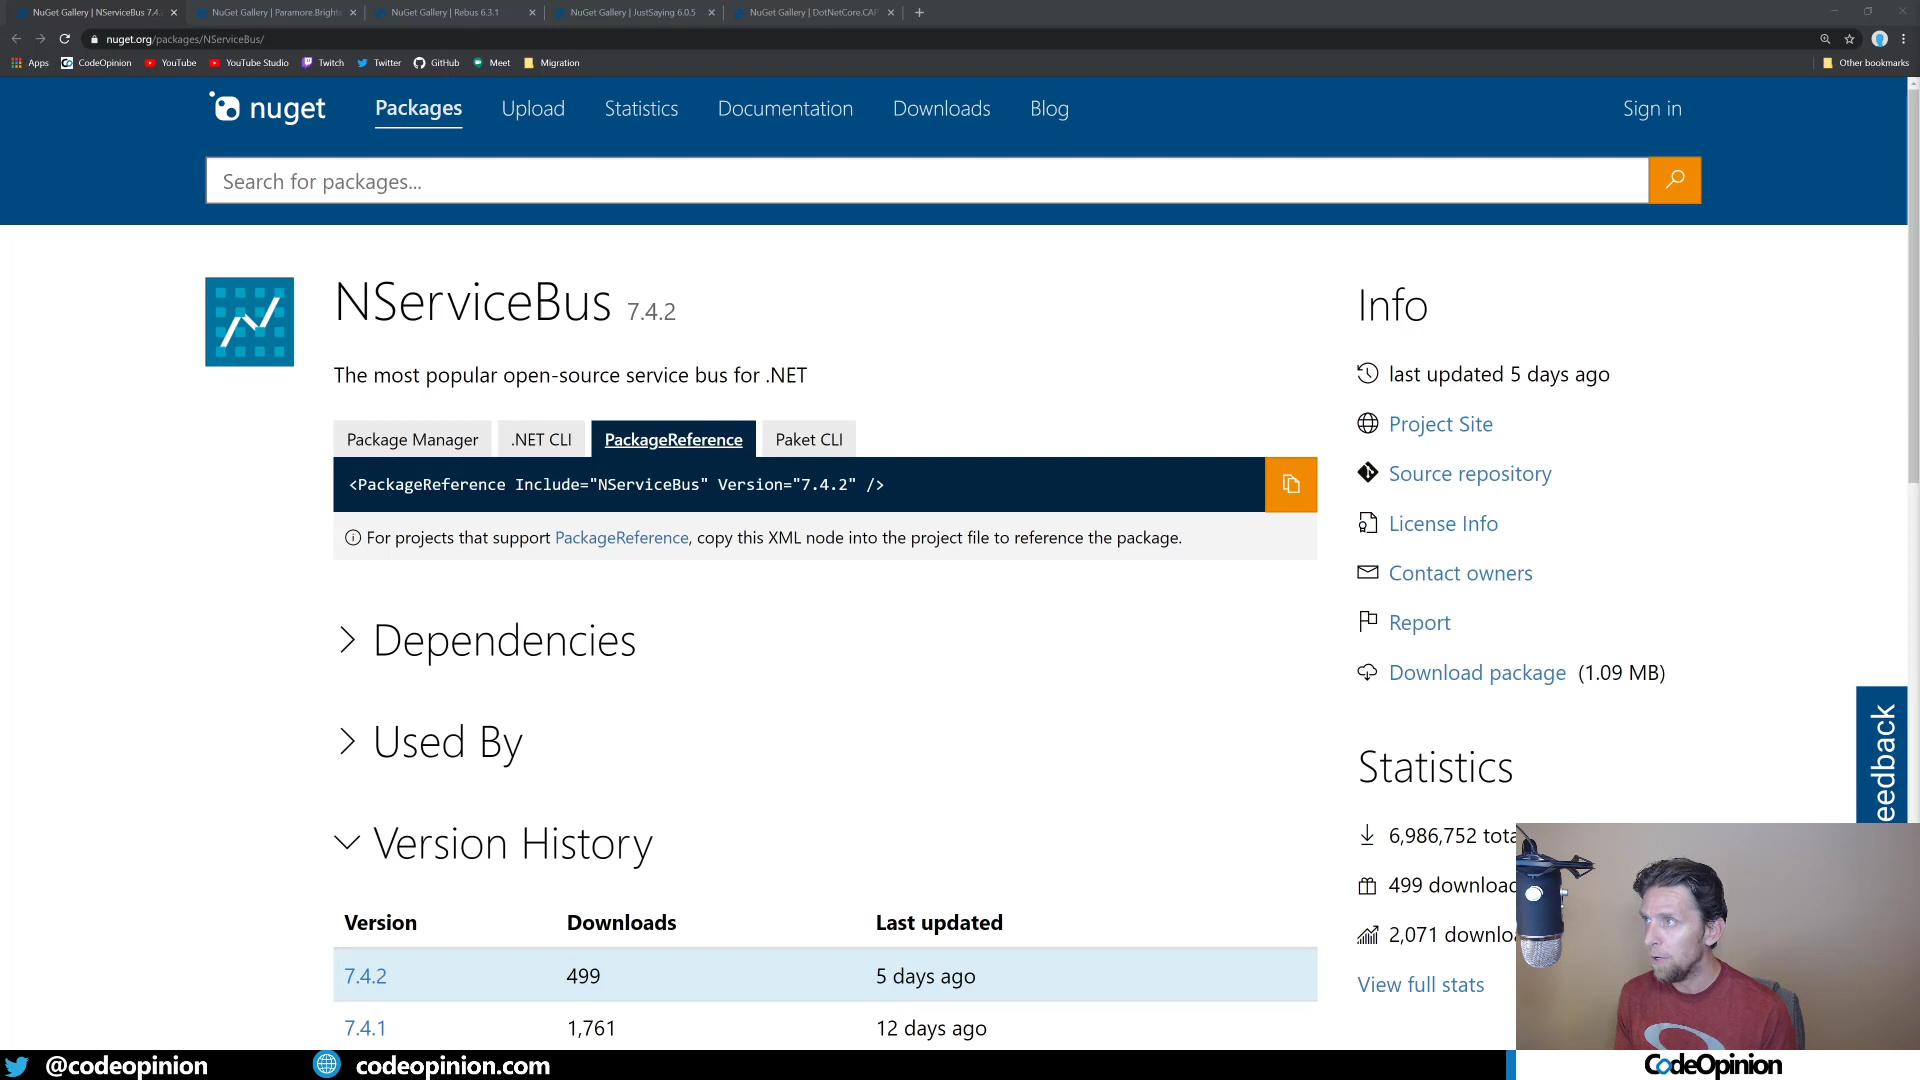 NuGet Gallery | NServiceBus 7.4.
NuGet Gallery | Paramore.Bright
NuGet Gallery | Rebus 6.3.1
NuGet Gallery | JustSaying 6.0.5
NuGet Gallery | DotNetCore.CAP
nuget.org/packages/NServiceBus/
Apps
CodeOpinion
YouTube
YouTube Studio
Twitch
Twitter
GitHub
Meet
Migration
Other bookmarks
nuget
Packages
Upload
Statistics
Documentation
Downloads
Blog
Sign in
Search for packages...
NServiceBus 7.4.2
The most popular open-source service bus for .NET
Package Manager
.NET CLI
PackageReference
Paket CLI
<PackageReference Include="NServiceBus" Version="7.4.2" />
For projects that support PackageReference, copy this XML node into the project file to reference the package.
Dependencies
Used By
Version History
Version Downloads Last updated
7.4.2 499 5 days ago
7.4.1 1,761 12 days ago
Info
last updated 5 days ago
Project Site
Source repository
License Info
Contact owners
Report
Download package (1.09 MB)
Statistics
6,986,752 tota
499 downloa
2,071 downlo
View full stats
eedback
@codeopinion
codeopinion.com
CodeOpinion